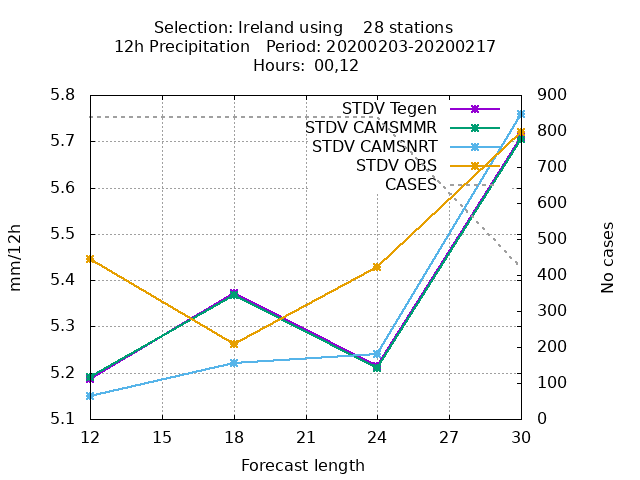 Selection: Ireland using 28 stations
12h Precipitation Period: 20200203-20200217
Hours: 00,12
STDV Tegen
STDV CAMSMMR
STDV CAMSNRT
STDV OBS
CASES
mm/12h
5.8
5.7
5.6
5.5
5.4
5.3
5.2
5.1
900
800
700
600
500
400
300
200
100
0
No cases
12 15 18 21 24 27 30
Forecast length